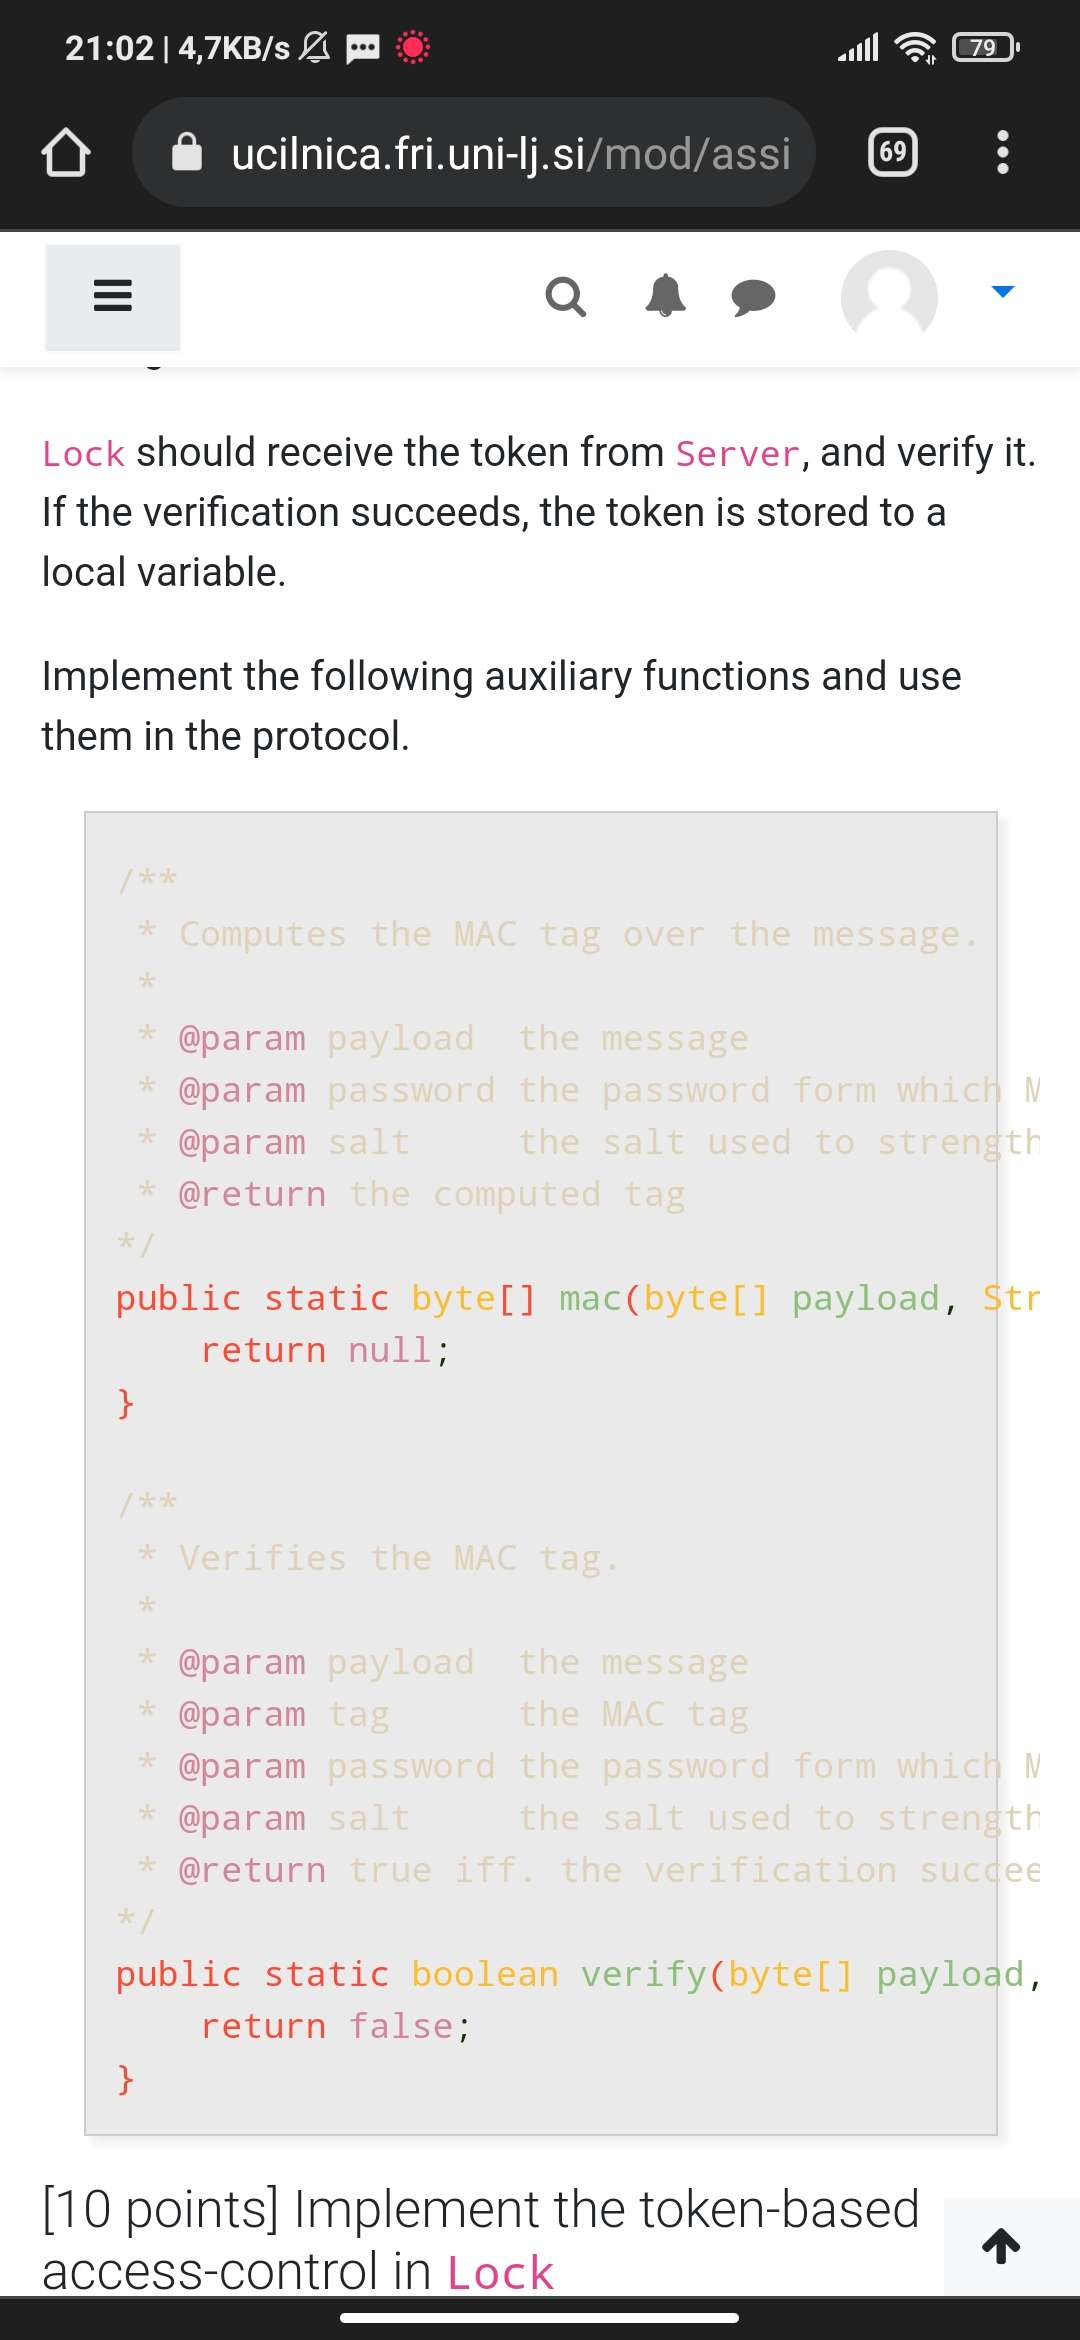 21:02 | 4,7KB/s
79
ucilnica.fri.uni-lj.si/mod/assi
69
Lock should receive the token from Server, and verify it.
If the verification succeeds, the token is stored to a
local variable.
Implement the following auxiliary functions and use
them in the protocol.
/**
* Computes the MAC tag over the message.
*
* @param payload the message
* @param password the password form which M
* @param salt the salt used to strength
* @return the computed tag
*/
public static byte[] mac(byte[] payload, Str
return null;
}
/**
* Verifies the MAC tag.
*
* @param payload the message
* @param tag the MAC tag
* @param password the password form which M
* @param salt the salt used to strength
* @return true iff. the verification succee
*/
public static boolean verify(byte[] payload,
return false;
}
[10 points] Implement the token-based
access-control in Lock